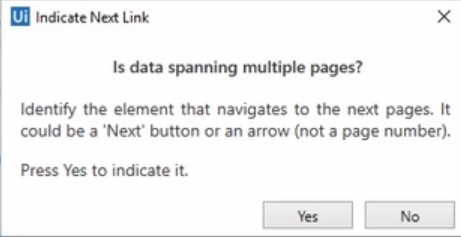 Ui Indicate Next Link
Is data spanning multiple pages?
Identify the element that navigates to the next pages. It
could be a 'Next' button or an arrow (not a page number).
Press Yes to indicate it.
Yes No